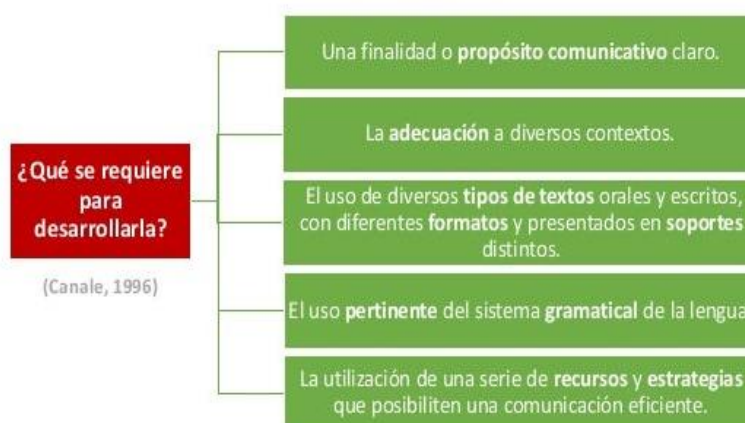 ¿Qué se requiere
para
desarrollarla?
(Canale, 1996)
Una finalidad o propósito comunicativo claro.
La adecuación a diversos contextos.
El uso de diversos tipos de textos orales y escritos,
con diferentes formatos y presentados en soportes
distintos.
El uso pertinente del sistema gramatical de la lengua
La utilización de una serie de recursos y estrategias
que posibiliten una comunicación eficiente.